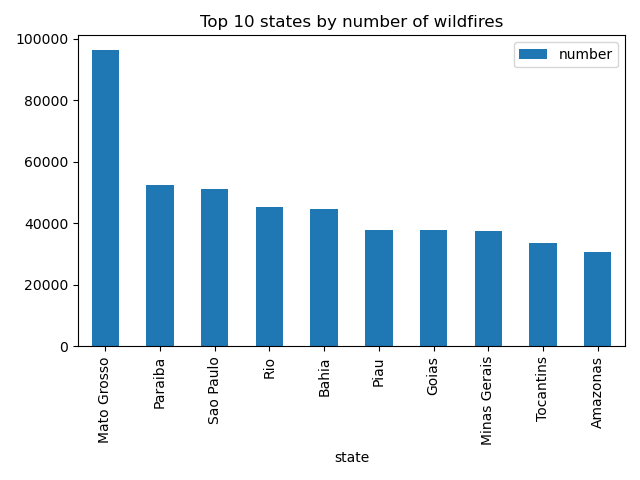 Top 10 states by number of wildfires
number
100000
80000
60000
40000
20000
0
Mato Grosso
Paraiba
Sao Paulo
Rio
Bahia
Piau
Goias
Minas Gerais
Tocantins
Amazonas
state